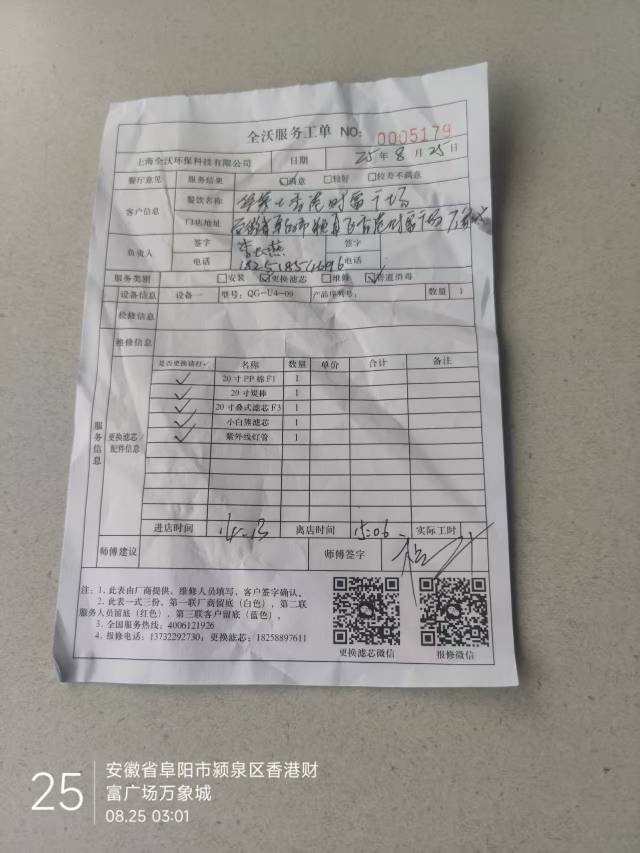 全沃服务工单 NO: 0005179
上海全沃环保科技有限公司 日期 25年8月25日
餐厅意见 服务结果 ☑满意 □较好 □较差不满意
客户信息 餐饮名称 香港财富广场
门店地址 香港财富广场
负责人 签字 签字
电话 电话
服务类别 □安装 ☑更换滤芯 □维修 ☑管道消毒
设备信息 设备一 型号: QG-U4-09 产品序列号: 数量 1
检修信息
维修信息
服务信息 更换滤芯/配件信息
是否更换请打√ 名称 数量 单价 合计 备注
✓ 20寸PP棉F1 1
✓ 20寸炭棒 1
✓ 20寸叠式滤芯F3 1
✓ 小白熊滤芯 1
✓ 紫外线灯管 1
进店时间 14:13 离店时间 15:06 实际工时
师傅建议 师傅签字
注: 1. 此表由厂商提供, 维修人员填写, 客户签字确认。
2. 此表一式三份, 第一联厂商留底 (白色), 第二联
服务人员留底 (红色), 第三联客户留底 (蓝色)。
3. 全国服务热线: 4006121926
4. 报修电话: 13732292730; 更换滤芯: 18258897611
更换滤芯微信 报修微信
25 安徽省阜阳市颍泉区香港财
富广场万象城
08.25 03:01